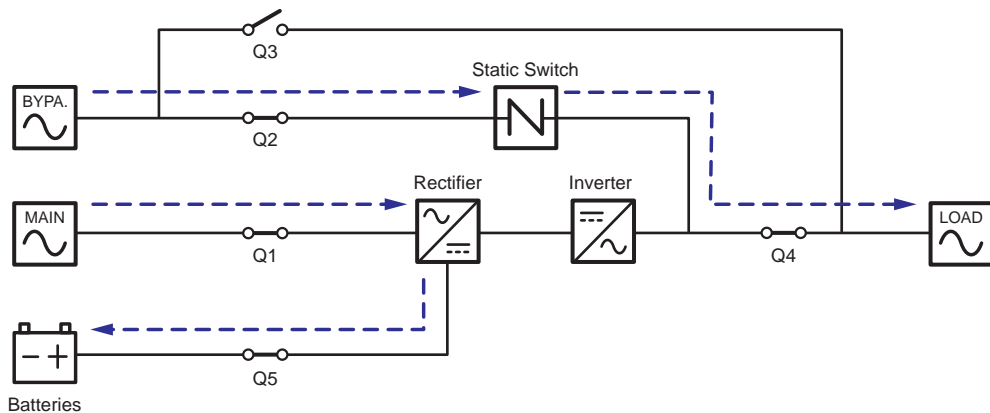 Q3
Static Switch
BYPA.
Q2
Rectifier
Inverter
MAIN
LOAD
Q1
Q4
Q5
Batteries